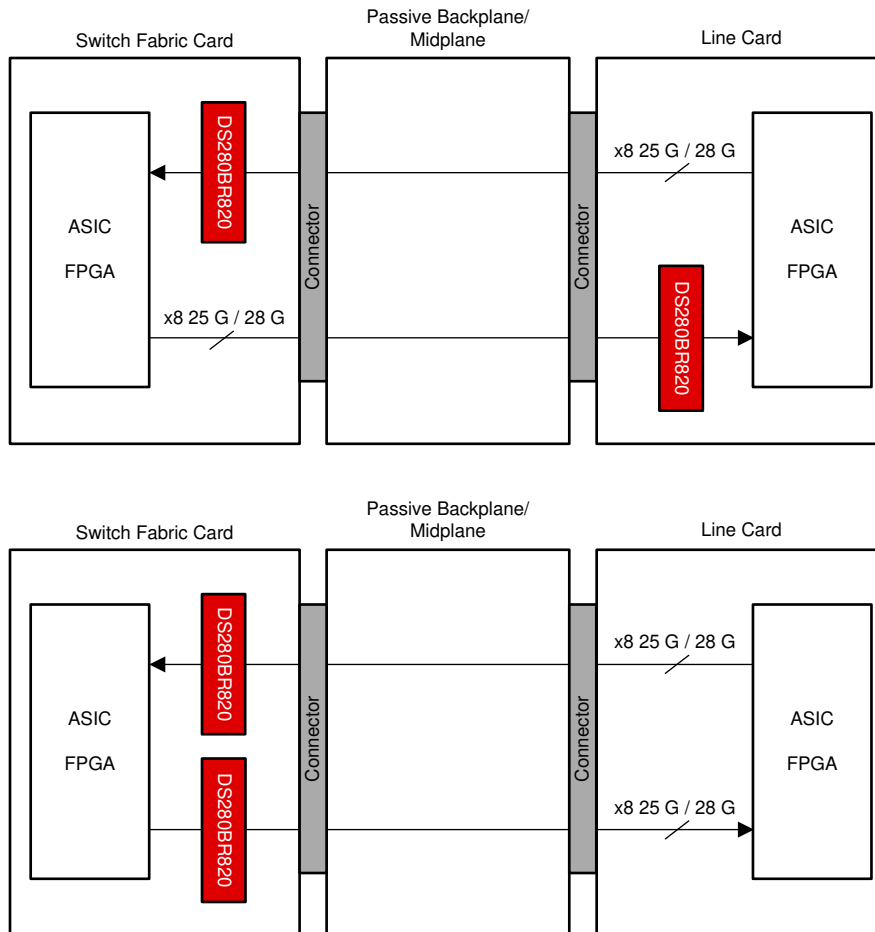 Passive Backplane/
Midplane
Switch Fabric Card
Line Card
DS280BR820
x8 25 G / 28 G
ASIC
FPGA
Connector
Connector
ASIC
FPGA
x8 25 G / 28 G
DS280BR820
Passive Backplane/
Midplane
Switch Fabric Card
Line Card
DS280BR820
x8 25 G / 28 G
ASIC
FPGA
Connector
Connector
ASIC
FPGA
DS280BR820
x8 25 G / 28 G